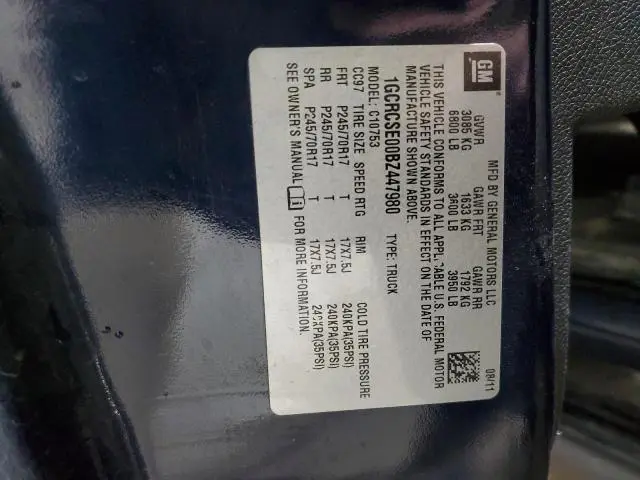 GM
MFD BY GENERAL MOTORS LLC 08/11
GVWR GAWR FRT GAWR RR
3085 KG 1633 KG 1792 KG
6800 LB 3600 LB 3950 LB
THIS VEHICLE CONFORMS TO ALL APPLICABLE U.S. FEDERAL MOTOR
VEHICLE SAFETY STANDARDS IN EFFECT ON THE DATE OF
MANUFACTURE SHOWN ABOVE.
1GCRCSE00BZ447980 TYPE: TRUCK
MODEL: C10753
CC97 TIRE SIZE SPEED RTG RIM COLD TIRE PRESSURE
FRT P245/70R17 T 17X7.5J 240KPA(35PSI)
RR P245/70R17 T 17X7.5J 240KPA(35PSI)
SPA P245/70R17 T 17X7.5J 240KPA(35PSI)
SEE OWNER'S MANUAL FOR MORE INFORMATION.